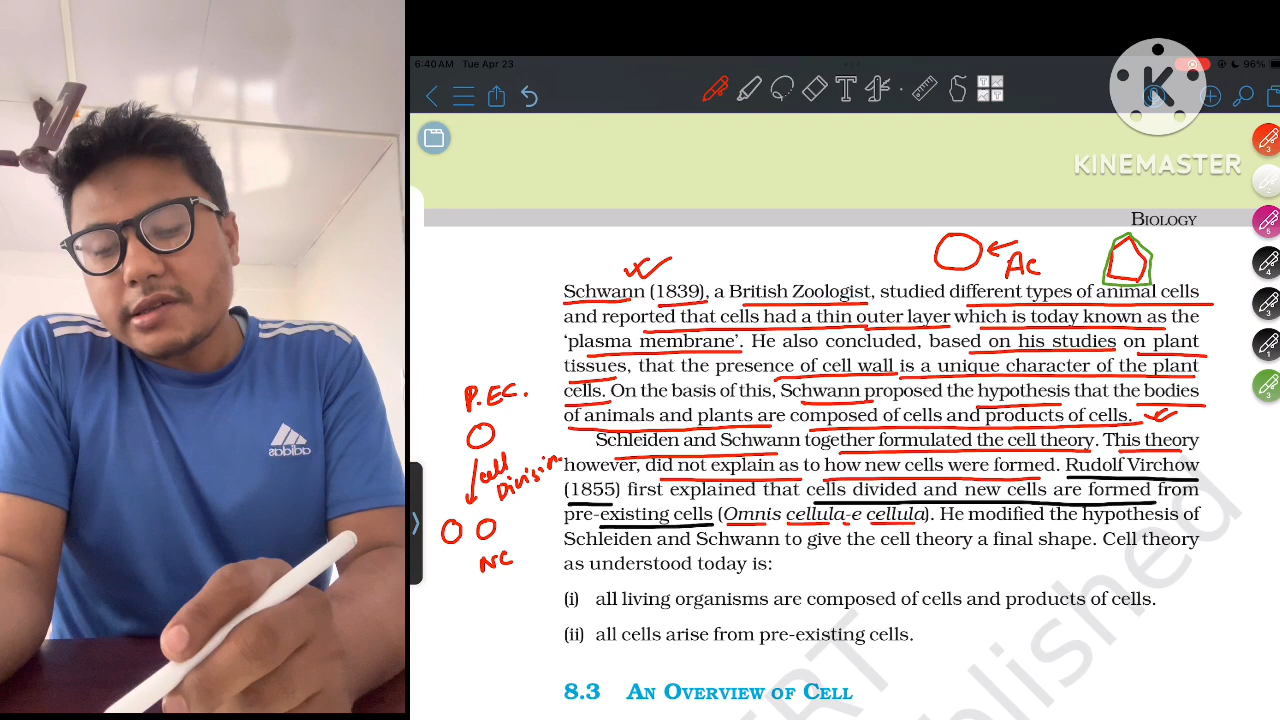 6:40 AM Tue Apr 23
96%
KINEMASTER
BIOLOGY
Ac
Schwann (1839), a British Zoologist, studied different types of animal cells
and reported that cells had a thin outer layer which is today known as the
‘plasma membrane’. He also concluded, based on his studies on plant
tissues, that the presence of cell wall is a unique character of the plant
cells. On the basis of this, Schwann proposed the hypothesis that the bodies
of animals and plants are composed of cells and products of cells.
Schleiden and Schwann together formulated the cell theory. This theory
however, did not explain as to how new cells were formed. Rudolf Virchow
(1855) first explained that cells divided and new cells are formed from
pre-existing cells (Omnis cellula-e cellula). He modified the hypothesis of
Schleiden and Schwann to give the cell theory a final shape. Cell theory
as understood today is:
(i) all living organisms are composed of cells and products of cells.
(ii) all cells arise from pre-existing cells.
8.3 AN OVERVIEW OF CELL
P.EC.
cell
Division
NC
adidas